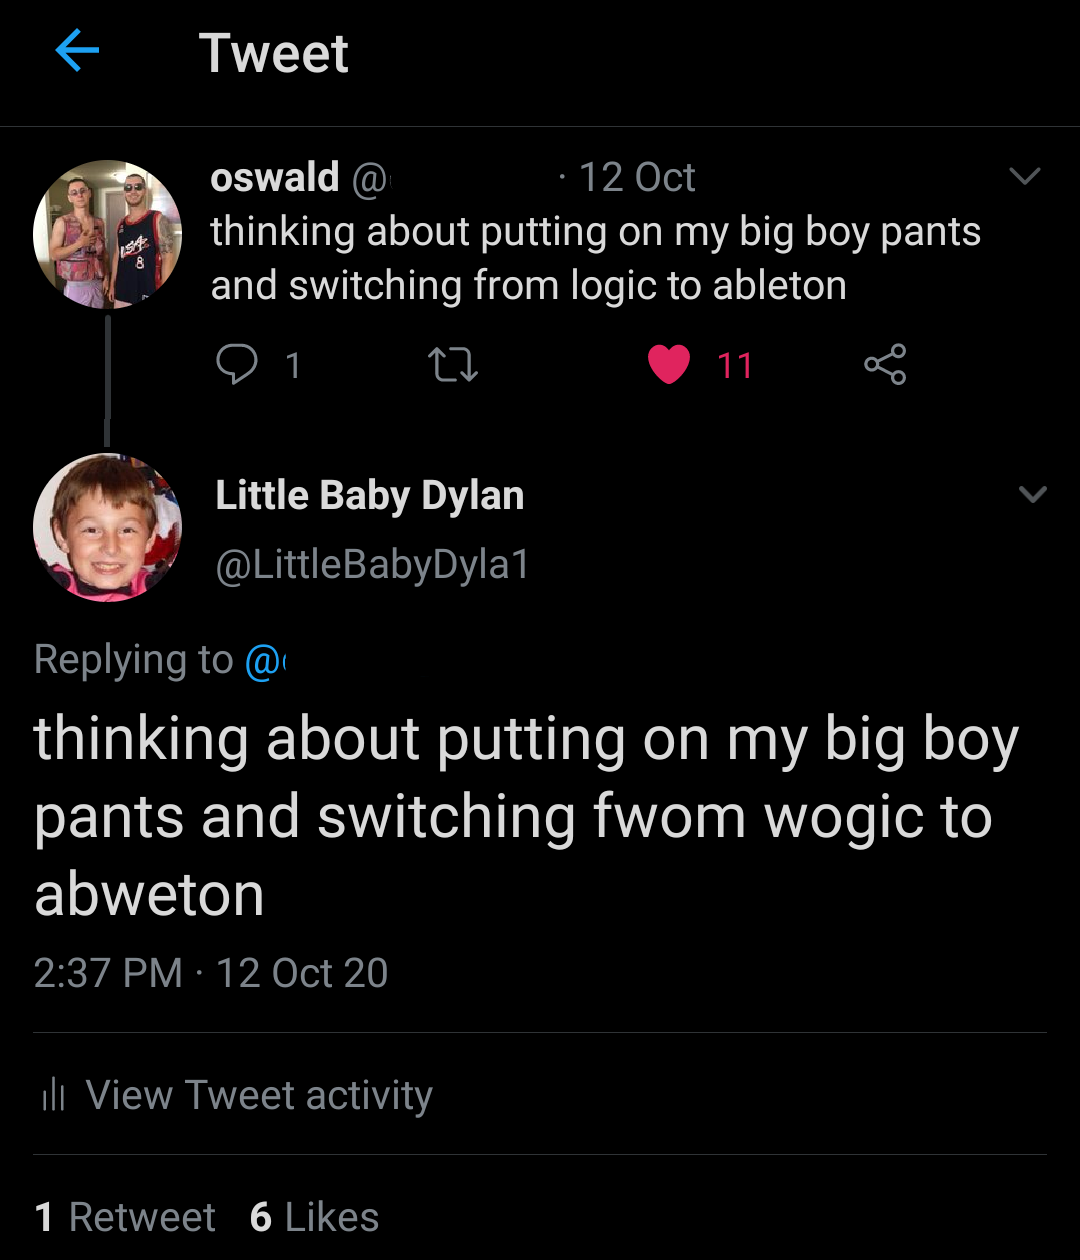 Tweet
oswald @ · 12 Oct
thinking about putting on my big boy pants
and switching from logic to ableton
1 11
Little Baby Dylan
@LittleBabyDyla1
Replying to @
thinking about putting on my big boy
pants and switching fwom wogic to
abweton
2:37 PM · 12 Oct 20
View Tweet activity
1 Retweet 6 Likes